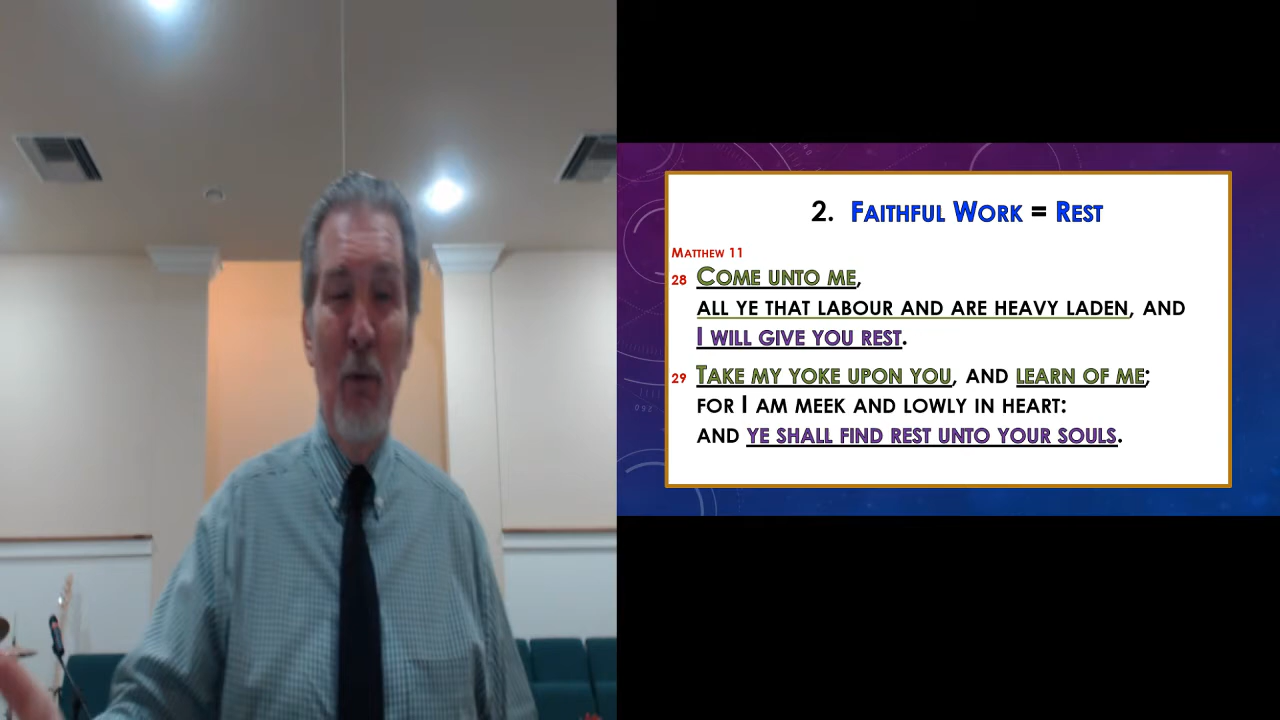 2. Faithful Work = Rest
Matthew 11
28 Come unto me,
all ye that labour and are heavy laden, and
I will give you rest.
29 Take my yoke upon you, and learn of me;
for I am meek and lowly in heart:
and ye shall find rest unto your souls.